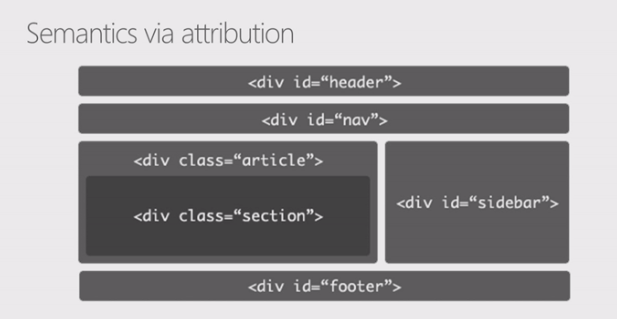 Semantics via attribution
<div id=“header”>
<div id=“nav”>
<div class=“article”>
<div class=“section”>
<div id=“sidebar”>
<div id=“footer”>